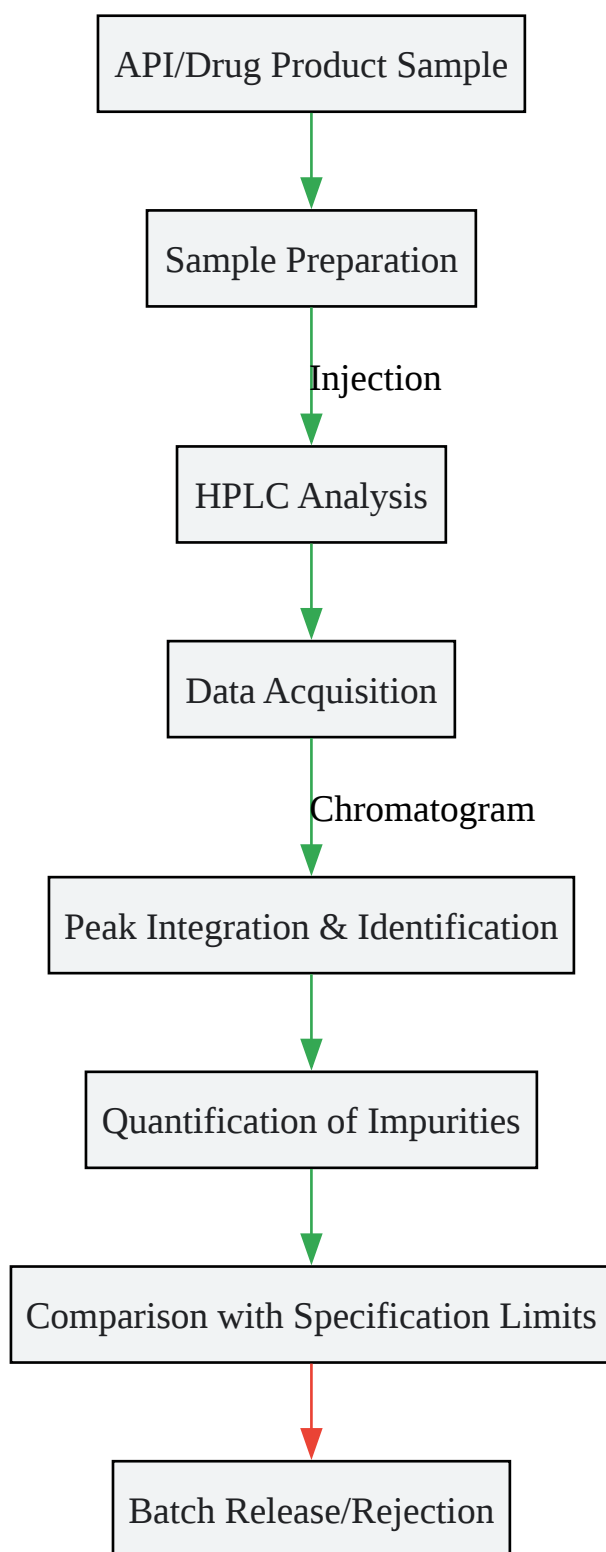 API/Drug Product Sample
Sample Preparation
Injection
HPLC Analysis
Data Acquisition
Chromatogram
Peak Integration & Identification
Quantification of Impurities
Comparison with Specification Limits
Batch Release/Rejection